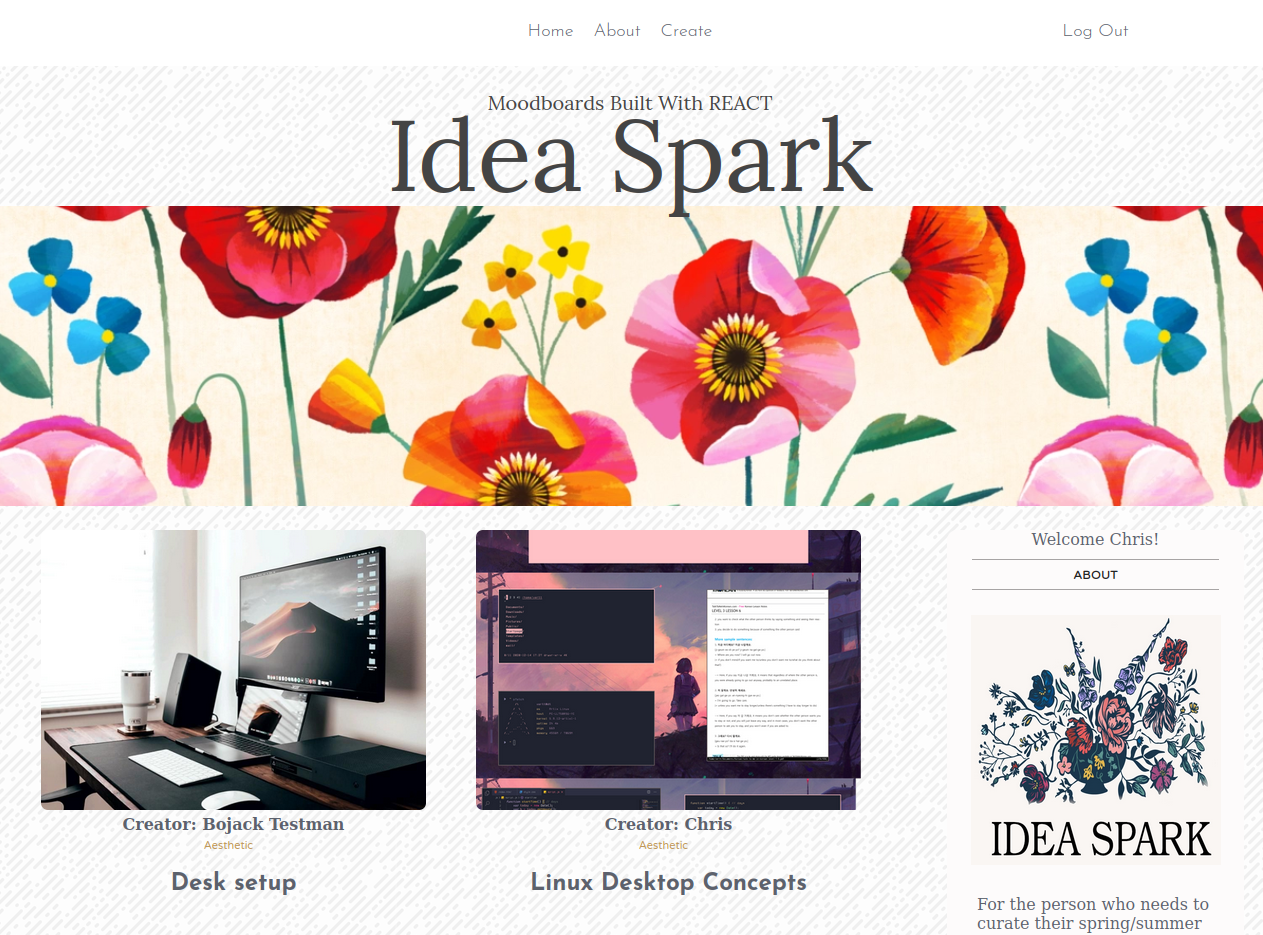 Home About Create Log Out
Moodboards Built With REACT
Idea Spark
Creator: Bojack Testman
Aesthetic
Desk setup
Creator: Chris
Aesthetic
Linux Desktop Concepts
Welcome Chris!
ABOUT
IDEA SPARK
For the person who needs to
curate their spring/summer